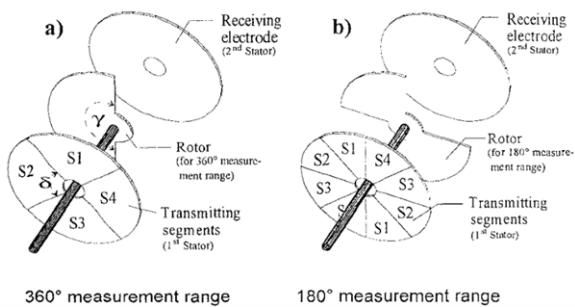 a)
Receiving
electrode
(2nd Stator)
γ
Rotor
(for 360° measure-
ment range)
S1
S2
δ
S4
S3
Transmitting
segments
(1st Stator)
360° measurement range
b)
Receiving
electrode
(2nd Stator)
Rotor
(for 180° measure-
ment range)
S1
S4
S2
S3
S3
S2
S1
Transmitting
segments
(1st Stator)
180° measurement range